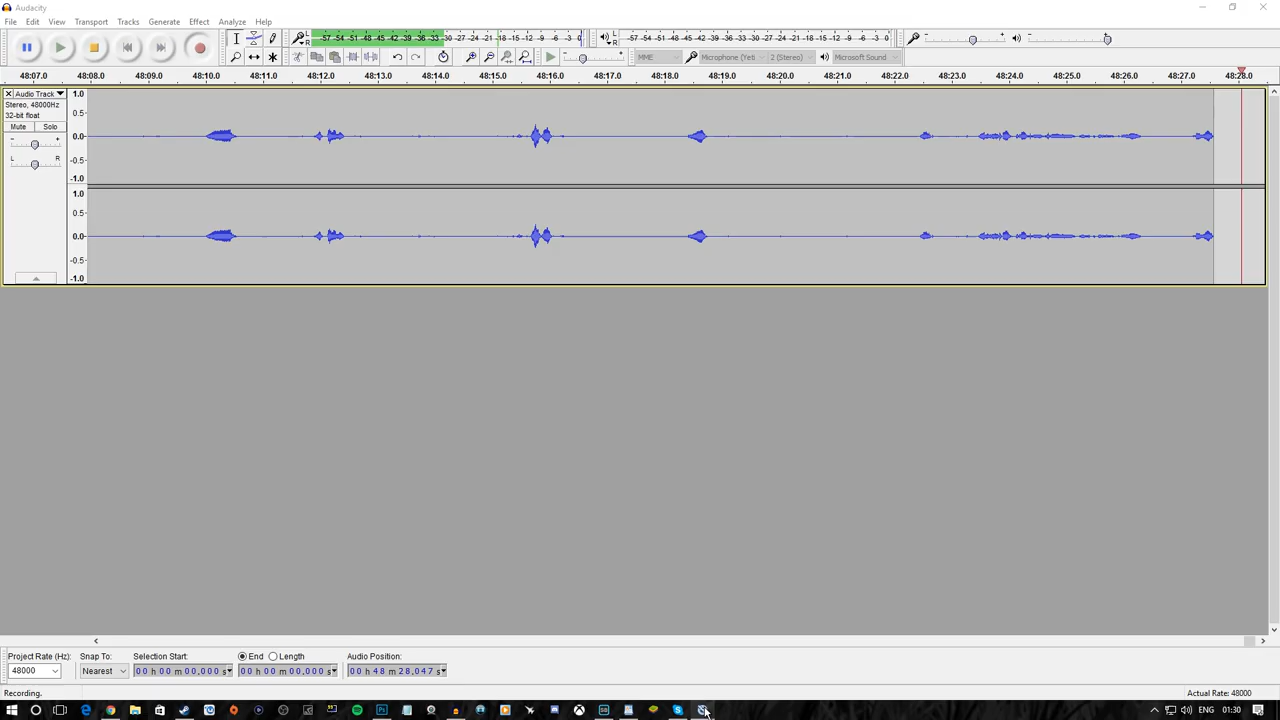 Audacity
File Edit View Transport Tracks Generate Effect Analyze Help
L R -57 -54 -51 -48 -45 -42 -39 -36 -33 -30 -27 -24 -21 -18 -15 -12 -9 -6 -3 0
L R -57 -54 -51 -48 -45 -42 -39 -36 -33 -30 -27 -24 -21 -18 -15 -12 -9 -6 -3 0
MME Microphone (Yeti 2 (Stereo) Microsoft Sound
48:07.0 48:08.0 48:09.0 48:10.0 48:11.0 48:12.0 48:13.0 48:14.0 48:15.0 48:16.0 48:17.0 48:18.0 48:19.0 48:20.0 48:21.0 48:22.0 48:23.0 48:24.0 48:25.0 48:26.0 48:27.0 48:28.0
Audio Track 1.0
Stereo, 48000Hz
32-bit float 0.5
Mute Solo
- + 0.0
L R -0.5
-1.0
1.0
0.5
0.0
-0.5
-1.0
Project Rate (Hz): Snap To: Selection Start: End Length Audio Position:
48000 Nearest 00 h 00 m 00.000 s 00 h 00 m 00.000 s 00 h 48 m 28.047 s
Recording. Actual Rate: 48000
ENG 01:30